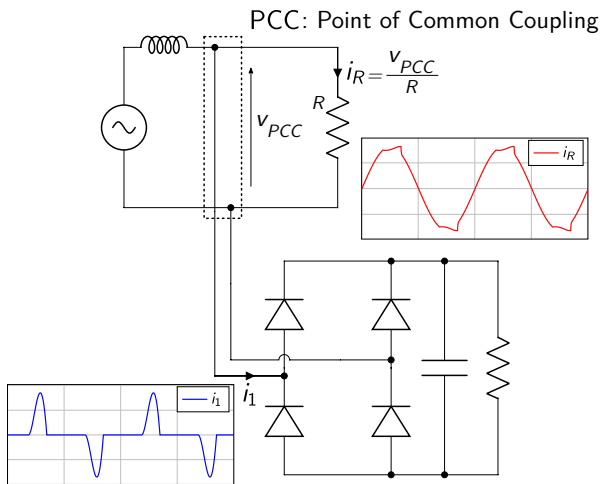 PCC: Point of Common Coupling
i_R = v_PCC / R
R
v_PCC
i_R
i_1
i_1